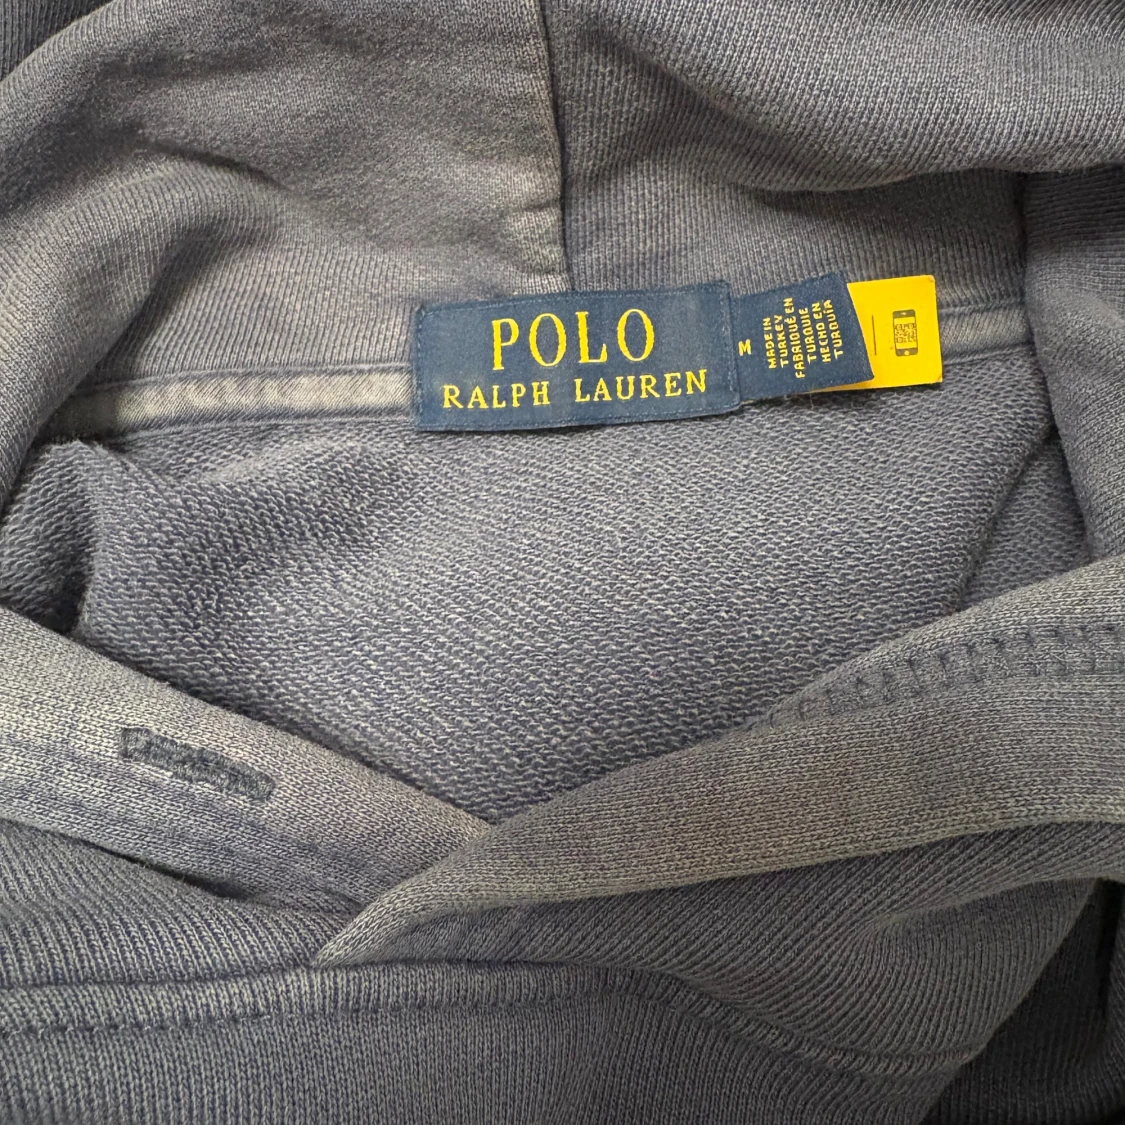 POLO
RALPH LAUREN
M
MADE IN
TURKEY
FABRIQUÉ EN
TURQUIE
HECHO EN
TURQUÍA